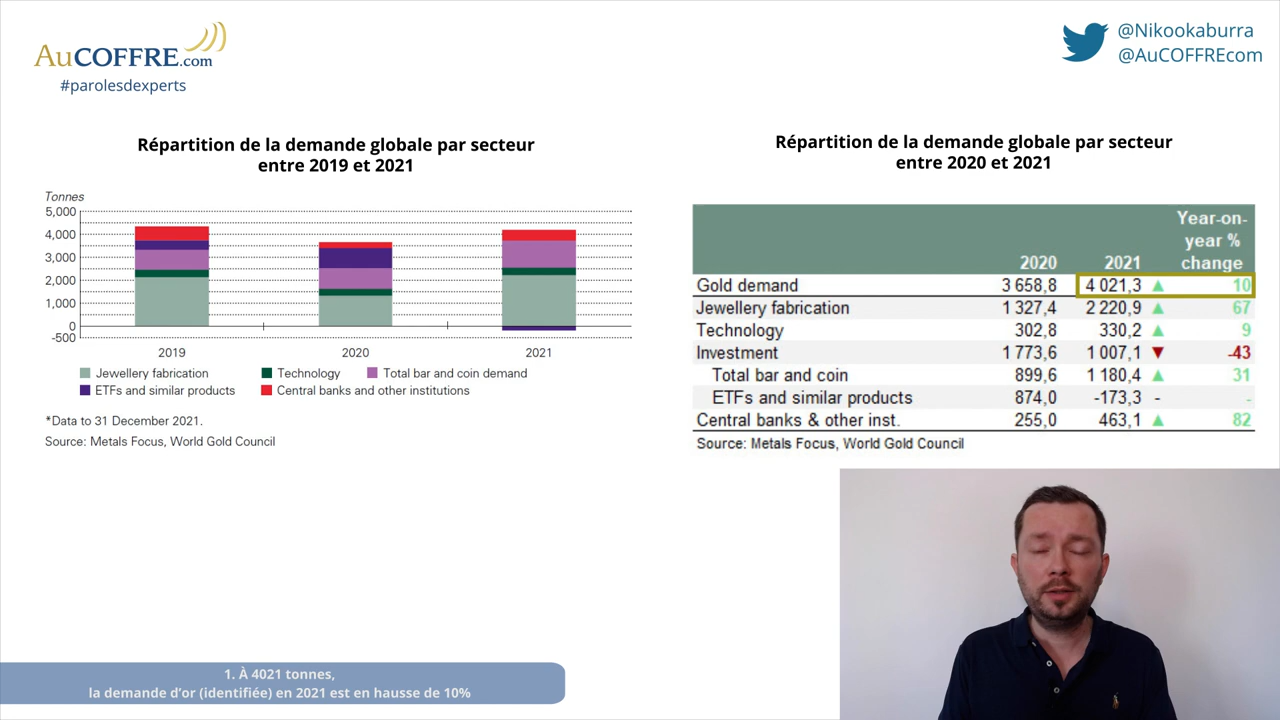 AuCOFFRE.com
#parolesdexperts
@Nikookaburra
@AuCOFFREcom
Répartition de la demande globale par secteur
entre 2019 et 2021
Tonnes
5,000
4,000
3,000
2,000
1,000
0
-500
2019 2020 2021
Jewellery fabrication Technology Total bar and coin demand
ETFs and similar products Central banks and other institutions
*Data to 31 December 2021.
Source: Metals Focus, World Gold Council
Répartition de la demande globale par secteur
entre 2020 et 2021
Year-on-
year %
2020 2021 change
Gold demand 3 658,8 4 021,3 ▲ 10
Jewellery fabrication 1 327,4 2 220,9 ▲ 67
Technology 302,8 330,2 ▲ 9
Investment 1 773,6 1 007,1 ▼ -43
Total bar and coin 899,6 1 180,4 ▲ 31
ETFs and similar products 874,0 -173,3 - -
Central banks & other inst. 255,0 463,1 ▲ 82
Source: Metals Focus, World Gold Council
1. À 4021 tonnes,
la demande d’or (identifiée) en 2021 est en hausse de 10%